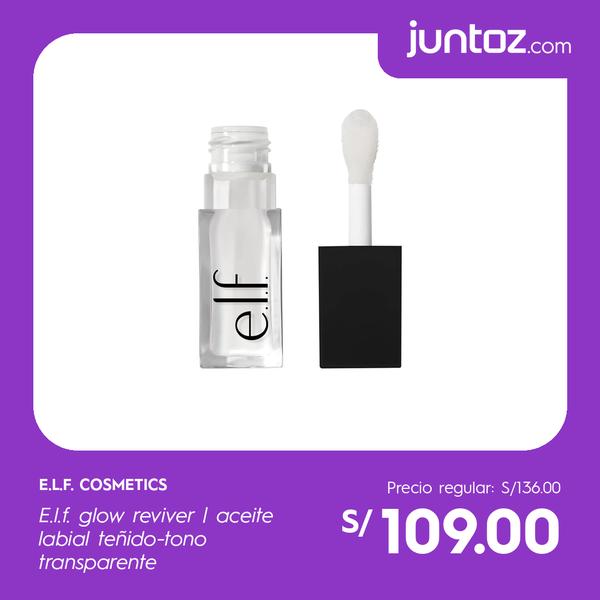 juntoz.com
e.l.f.
E.L.F. COSMETICS
E.l.f. glow reviver | aceite
labial teñido-tono
transparente
Precio regular: S/136.00
S/109.00